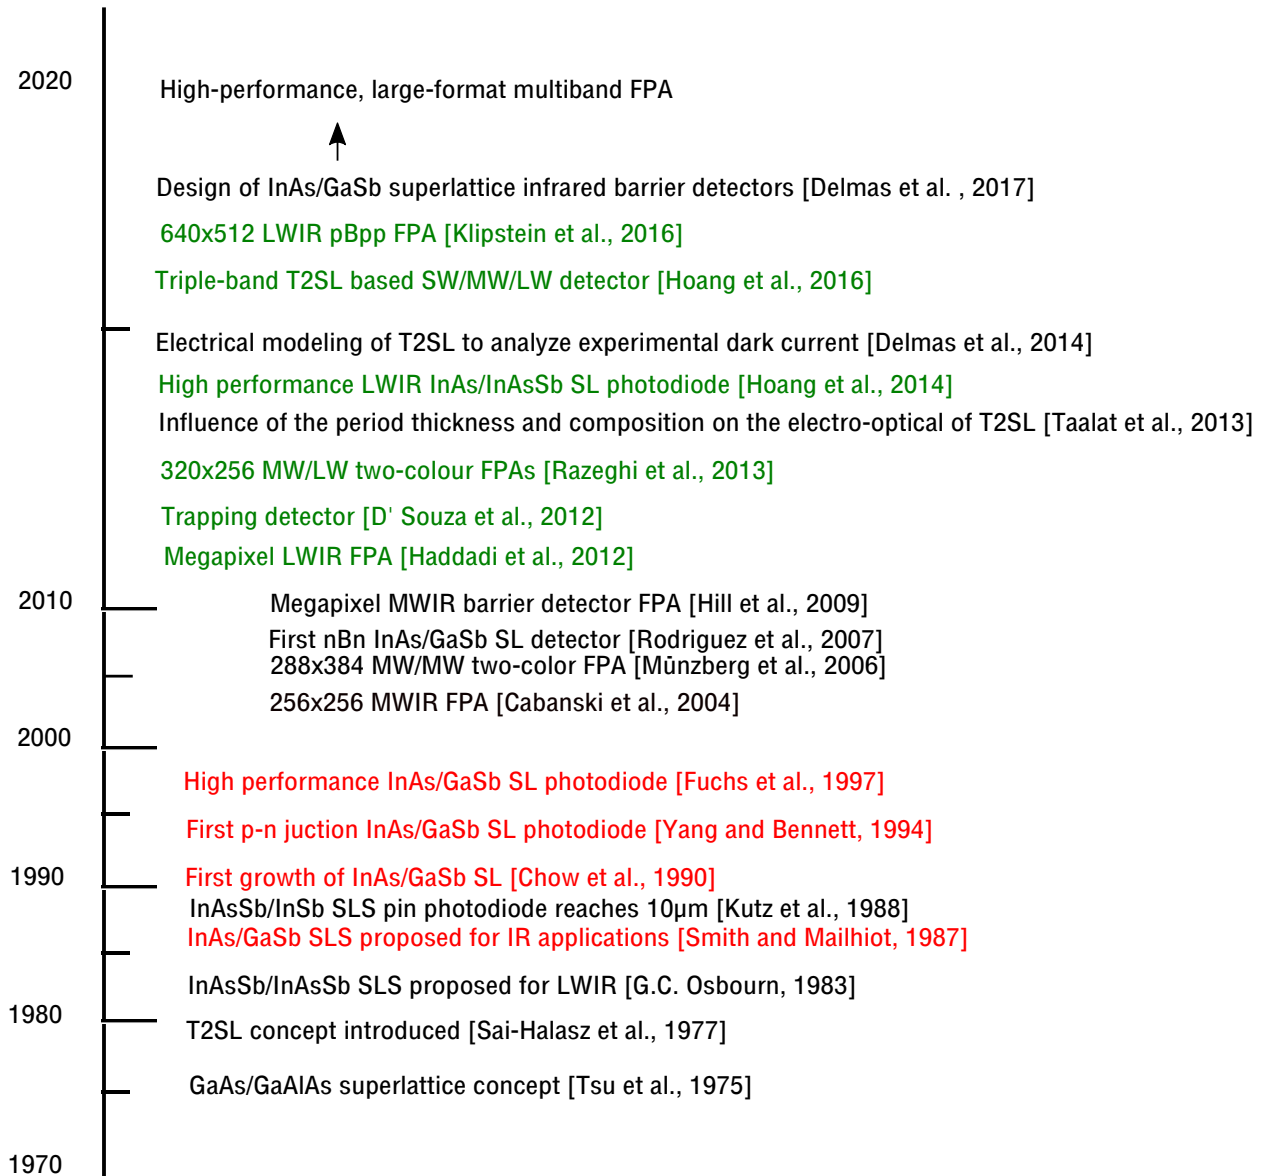 2020
High-performance, large-format multiband FPA
Design of InAs/GaSb superlattice infrared barrier detectors [Delmas et al. , 2017]
640x512 LWIR pBpp FPA [Klipstein et al., 2016]
Triple-band T2SL based SW/MW/LW detector [Hoang et al., 2016]
Electrical modeling of T2SL to analyze experimental dark current [Delmas et al., 2014]
High performance LWIR InAs/InAsSb SL photodiode [Hoang et al., 2014]
Influence of the period thickness and composition on the electro-optical of T2SL [Taalat et al., 2013]
320x256 MW/LW two-colour FPAs [Razeghi et al., 2013]
Trapping detector [D' Souza et al., 2012]
Megapixel LWIR FPA [Haddadi et al., 2012]
2010
Megapixel MWIR barrier detector FPA [Hill et al., 2009]
First nBn InAs/GaSb SL detector [Rodriguez et al., 2007]
288x384 MW/MW two-color FPA [Münzberg et al., 2006]
256x256 MWIR FPA [Cabanski et al., 2004]
2000
High performance InAs/GaSb SL photodiode [Fuchs et al., 1997]
First p-n juction InAs/GaSb SL photodiode [Yang and Bennett, 1994]
1990
First growth of InAs/GaSb SL [Chow et al., 1990]
InAsSb/InSb SLS pin photodiode reaches 10µm [Kutz et al., 1988]
InAs/GaSb SLS proposed for IR applications [Smith and Mailhiot, 1987]
InAsSb/InAsSb SLS proposed for LWIR [G.C. Osbourn, 1983]
1980
T2SL concept introduced [Sai-Halasz et al., 1977]
GaAs/GaAlAs superlattice concept [Tsu et al., 1975]
1970